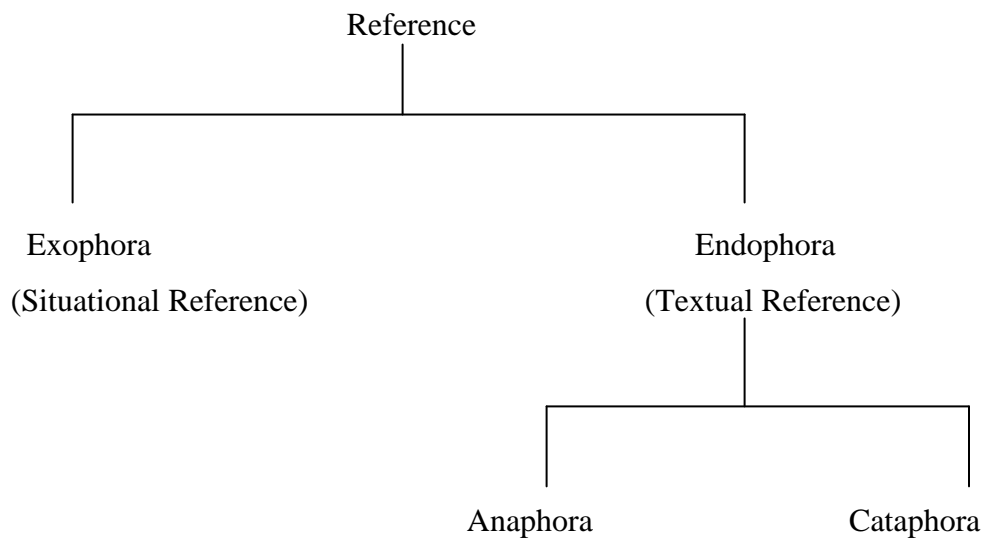 Reference
Exophora
Endophora
(Situational Reference)
(Textual Reference)
Anaphora
Cataphora